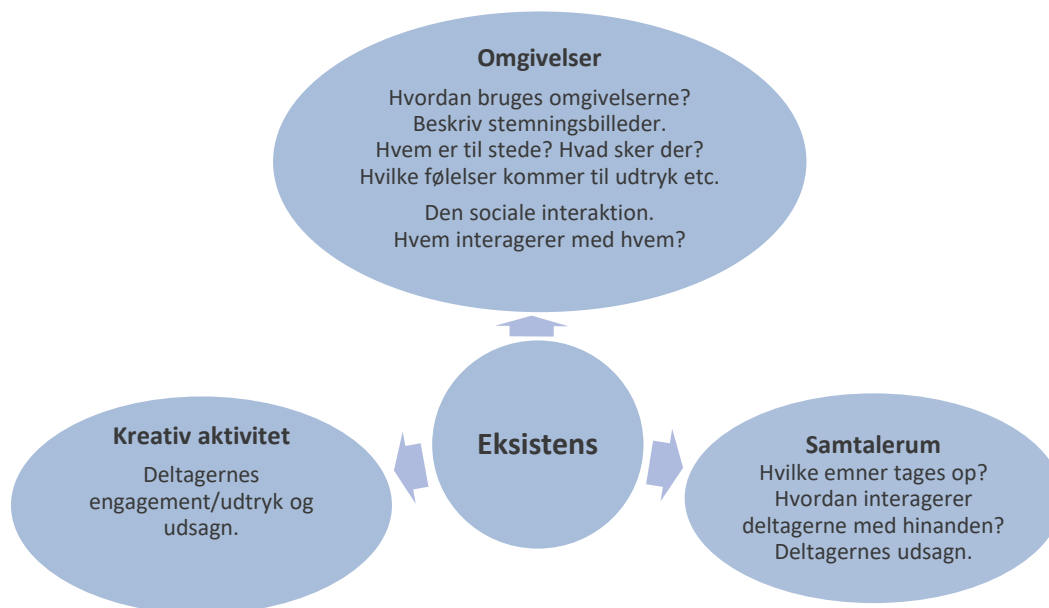 Omgivelser
Hvordan bruges omgivelserne?
Beskriv stemningsbilleder.
Hvem er til stede? Hvad sker der?
Hvilke følelser kommer til udtryk etc.
Den sociale interaktion.
Hvem interagerer med hvem?
Eksistens
Kreativ aktivitet
Deltagernes
engagement/udtryk og
udsagn.
Samtalerum
Hvilke emner tages op?
Hvordan interagerer
deltagerne med hinanden?
Deltagernes udsagn.